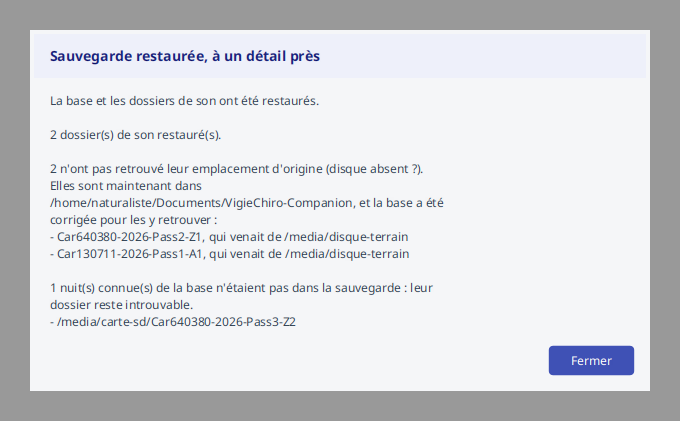 Sauvegarde restaurée, à un détail près
La base et les dossiers de son ont été restaurés.
2 dossier(s) de son restauré(s).
2 n'ont pas retrouvé leur emplacement d'origine (disque absent ?).
Elles sont maintenant dans
/home/naturaliste/Documents/VigieChiro-Companion, et la base a été
corrigée pour les y retrouver :
- Car640380-2026-Pass2-Z1, qui venait de /media/disque-terrain
- Car130711-2026-Pass1-A1, qui venait de /media/disque-terrain
1 nuit(s) connue(s) de la base n'étaient pas dans la sauvegarde : leur
dossier reste introuvable.
- /media/carte-sd/Car640380-2026-Pass3-Z2
Fermer